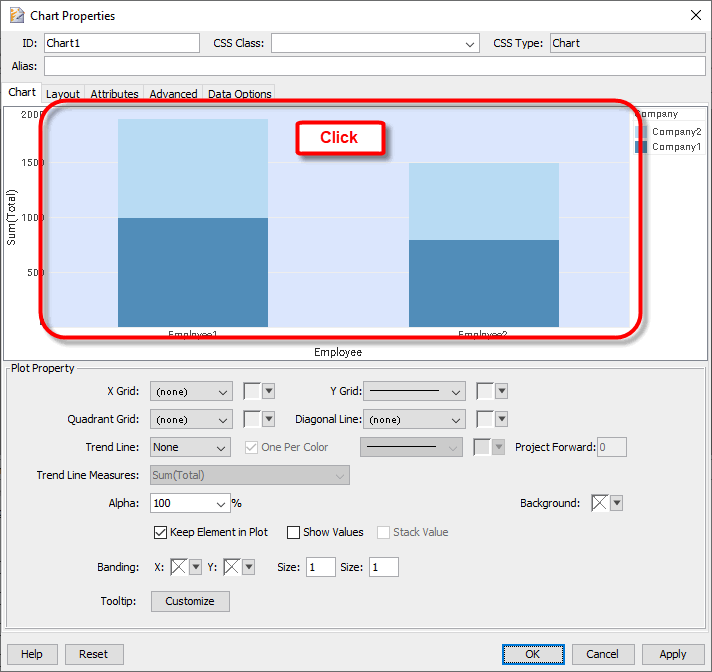 Chart Properties
ID: Chart1 CSS Class: CSS Type: Chart
Alias:
Chart Layout Attributes Advanced Data Options
Click
Company
Company2
Company1
2000
1500
1000
500
Sum(Total)
Employee1 Employee2
Employee
Plot Property
X Grid: (none) Y Grid:
Quadrant Grid: (none) Diagonal Line: (none)
Trend Line: None One Per Color Project Forward: 0
Trend Line Measures: Sum(Total)
Alpha: 100 % Background:
Keep Element in Plot Show Values Stack Value
Banding: X: Y: Size: 1 Size: 1
Tooltip: Customize
Help Reset OK Cancel Apply